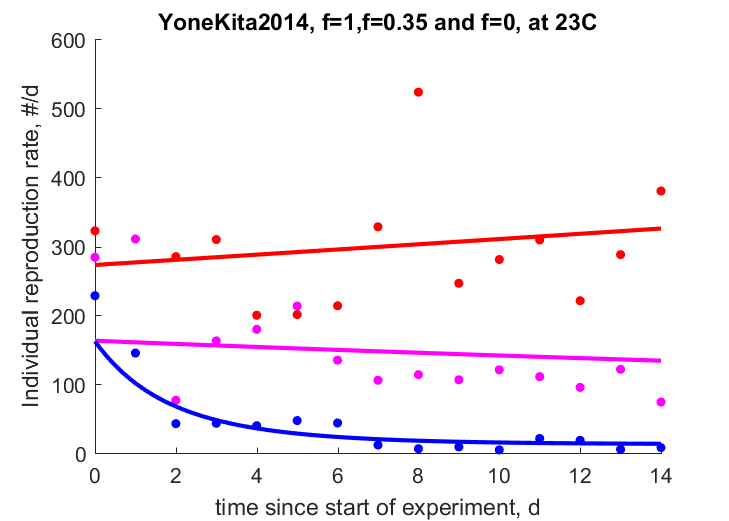 YoneKita2014, f=1,f=0.35 and f=0, at 23C
600
500
400
300
200
100
0
Individual reproduction rate, #/d
0 2 4 6 8 10 12 14
time since start of experiment, d